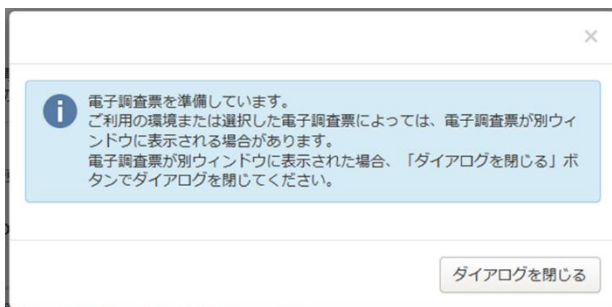 ×
電子調査票を準備しています。
ご利用の環境または選択した電子調査票によっては、電子調査票が別ウィ
ンドウに表示される場合があります。
電子調査票が別ウィンドウに表示された場合、「ダイアログを閉じる」ボ
タンでダイアログを閉じてください。
ダイアログを閉じる